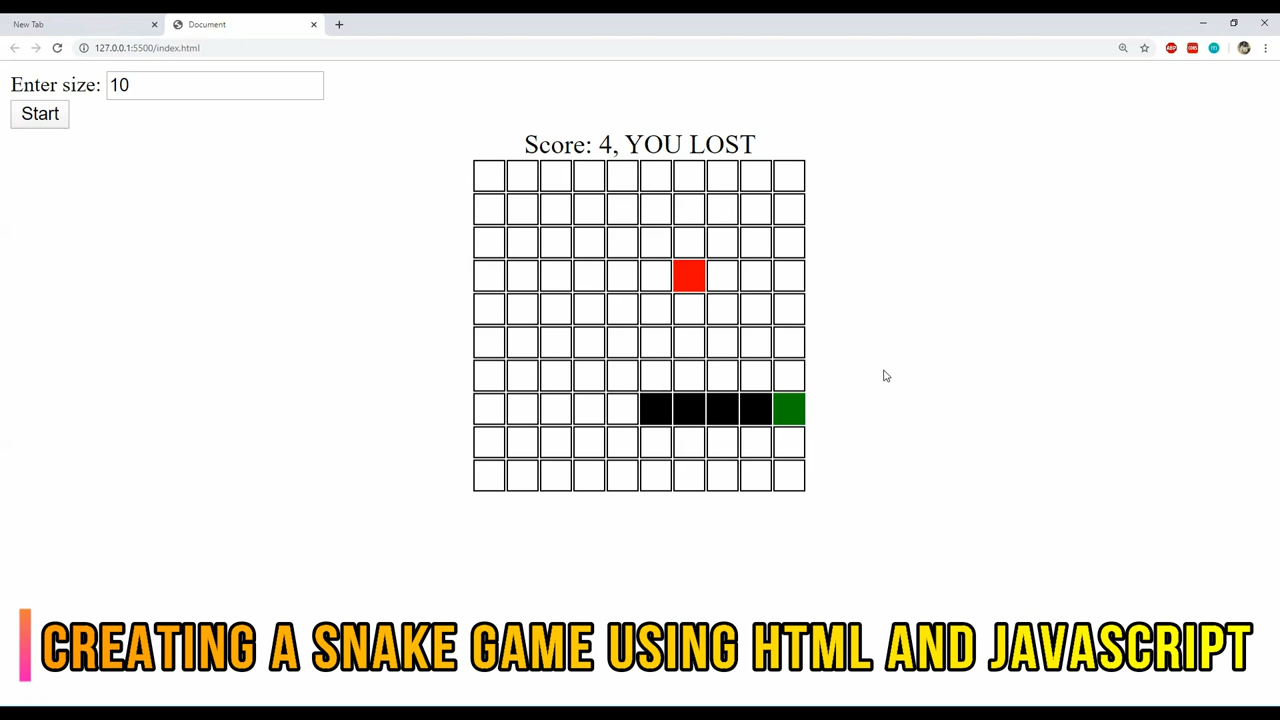 New Tab
Document
127.0.0.1:5500/index.html
Enter size: 10
Start
Score: 4, YOU LOST
CREATING A SNAKE GAME USING HTML AND JAVASCRIPT